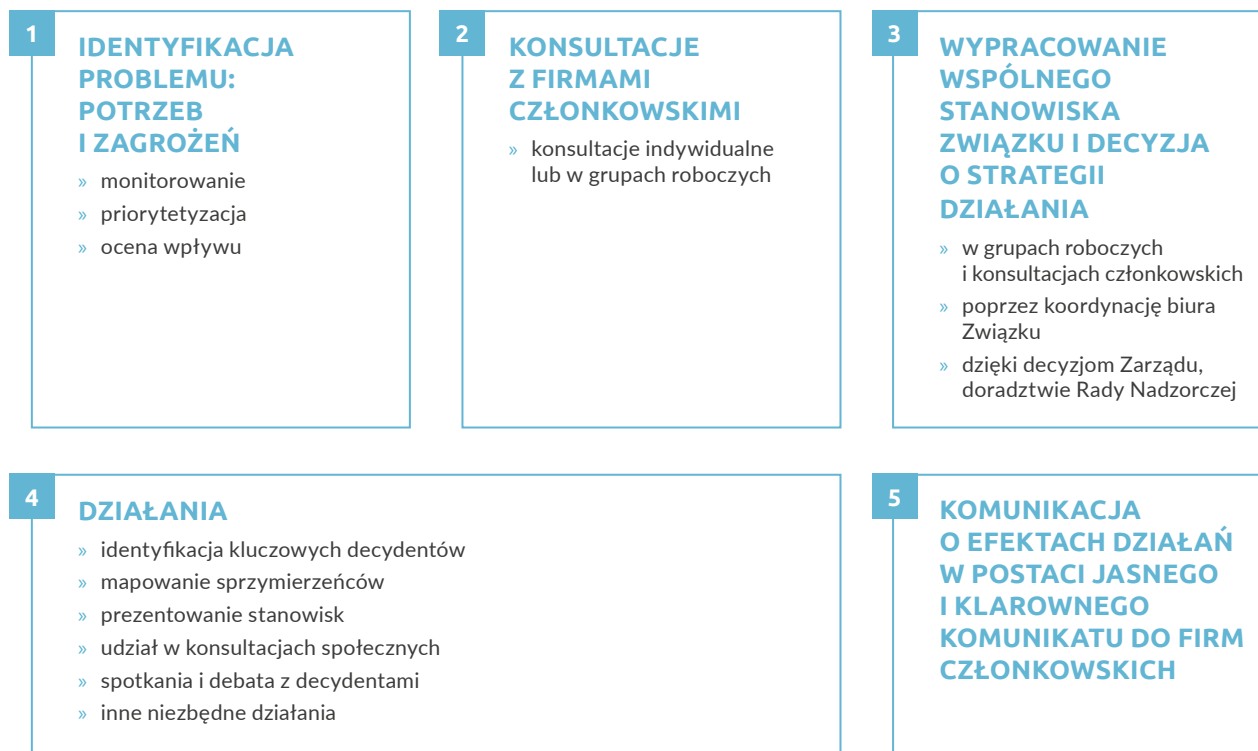 1
IDENTYFIKACJA
PROBLEMU:
POTRZEB
I ZAGROŻEŃ
» monitorowanie
» priorytetyzacja
» ocena wpływu
2
KONSULTACJE
Z FIRMAMI
CZŁONKOWSKIMI
» konsultacje indywidualne
lub w grupach roboczych
3
WYPRACOWANIE
WSPÓLNEGO
STANOWISKA
ZWIĄZKU I DECYZJA
O STRATEGII
DZIAŁANIA
» w grupach roboczych
i konsultacjach członkowskich
» poprzez koordynację biura
Związku
» dzięki decyzjom Zarządu,
doradztwie Rady Nadzorczej
4
DZIAŁANIA
» identyfikacja kluczowych decydentów
» mapowanie sprzymierzeńców
» prezentowanie stanowisk
» udział w konsultacjach społecznych
» spotkania i debata z decydentami
» inne niezbędne działania
5
KOMUNIKACJA
O EFEKTACH DZIAŁAŃ
W POSTACI JASNEGO
I KLAROWNEGO
KOMUNIKATU DO FIRM
CZŁONKOWSKICH